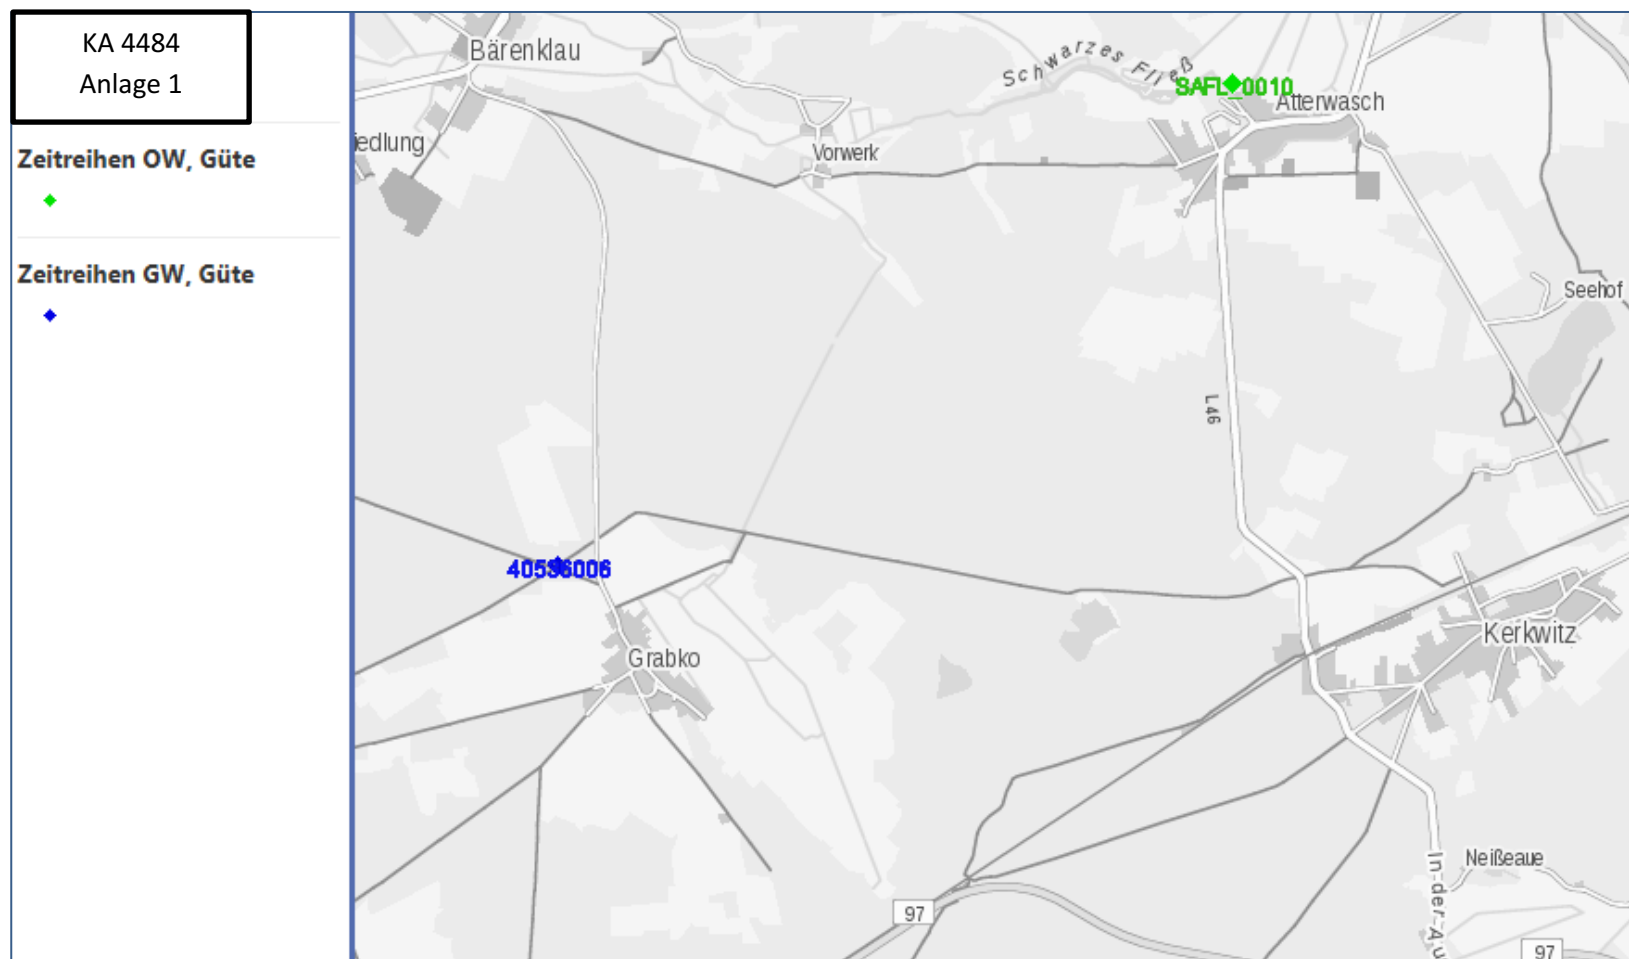 KA 4484
Anlage 1
Zeitreihen OW, Güte
Zeitreihen GW, Güte
Bärenklau
Schwarzes Fließ
SAFL_0010
Atterwasch
iedlung
Vorwerk
Seehof
L46
40536006
Kerkwitz
Grabko
Neißeaue
In-der-Au
97
97